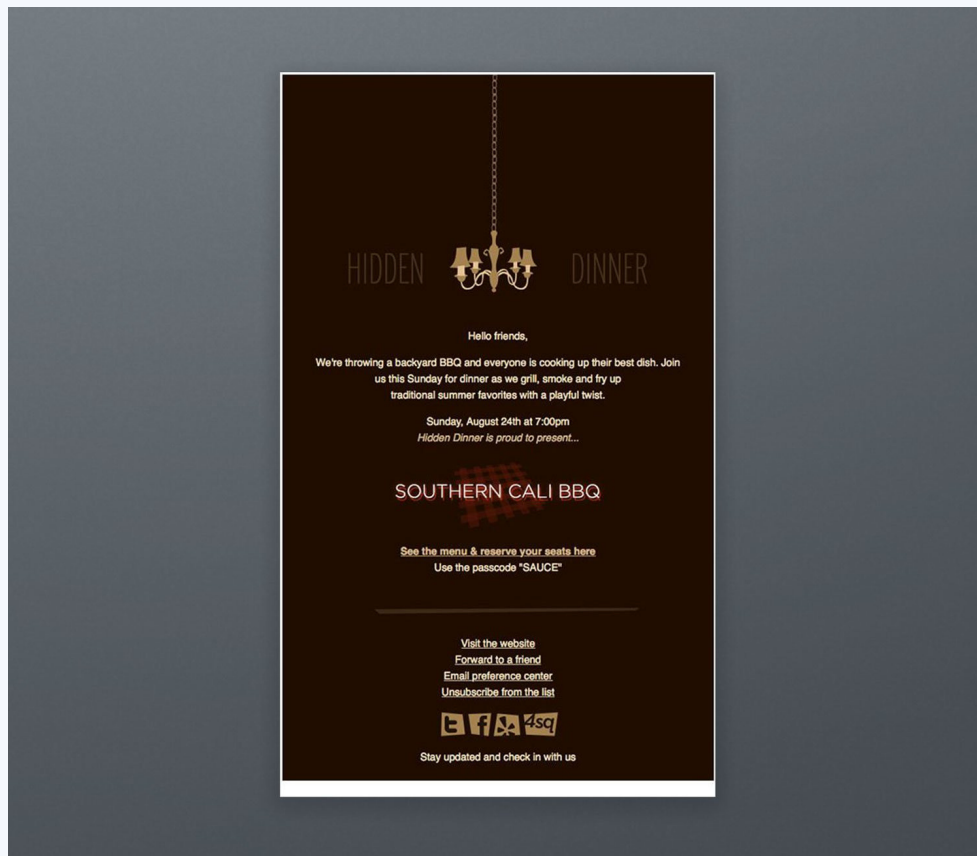 HIDDEN DINNER
Hello friends,
We're throwing a backyard BBQ and everyone is cooking up their best dish. Join
us this Sunday for dinner as we grill, smoke and fry up
traditional summer favorites with a playful twist.
Sunday, August 24th at 7:00pm
Hidden Dinner is proud to present...
SOUTHERN CALI BBQ
See the menu & reserve your seats here
Use the passcode "SAUCE"
Visit the website
Forward to a friend
Email preference center
Unsubscribe from the list
t f 4sq
Stay updated and check in with us